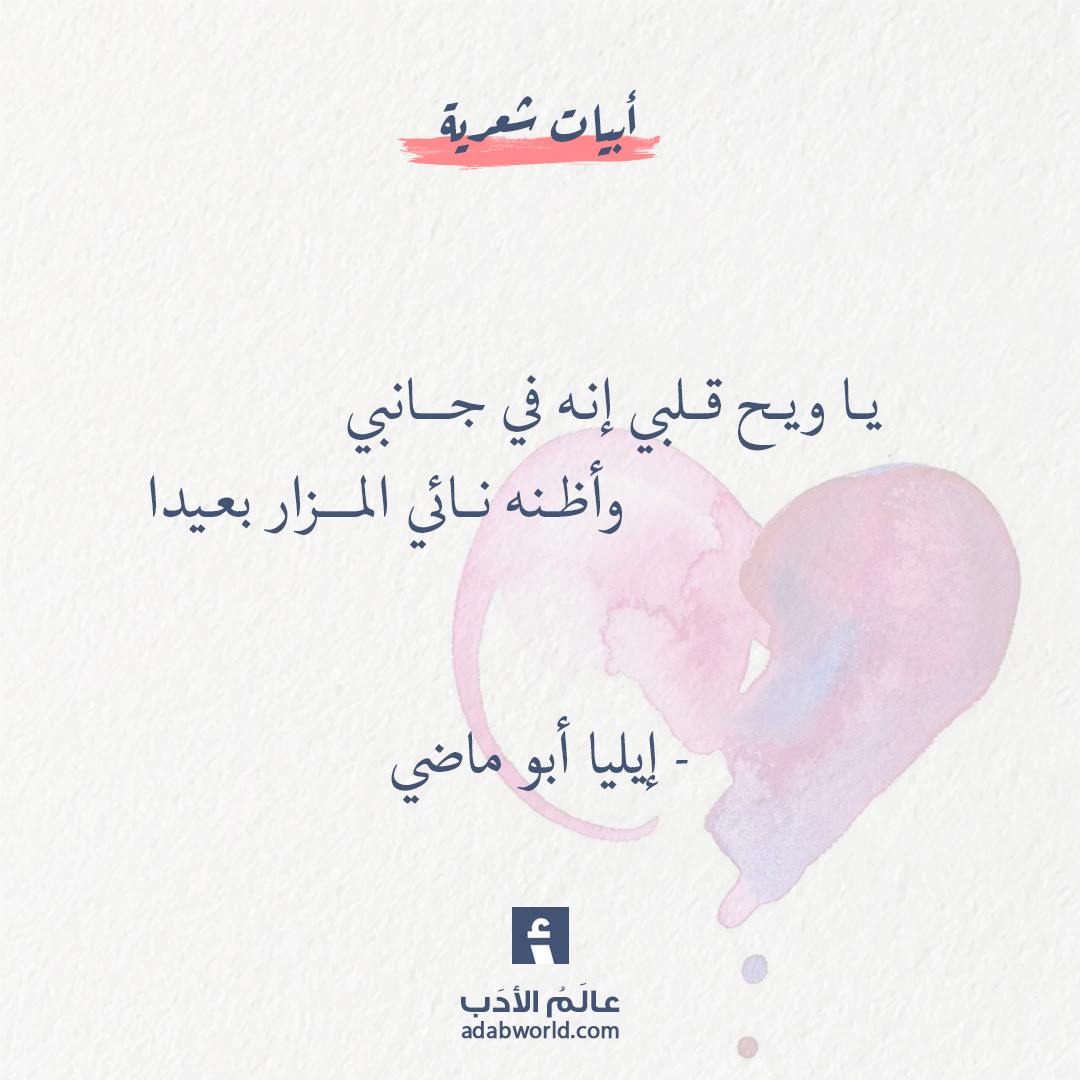 أبيات شعرية
يا ويح قلبي إنه في جانبي
وأظنه نائي المزار بعيدا
- إيليا أبو ماضي
أ
عالَمُ الأدَب
adabworld.com